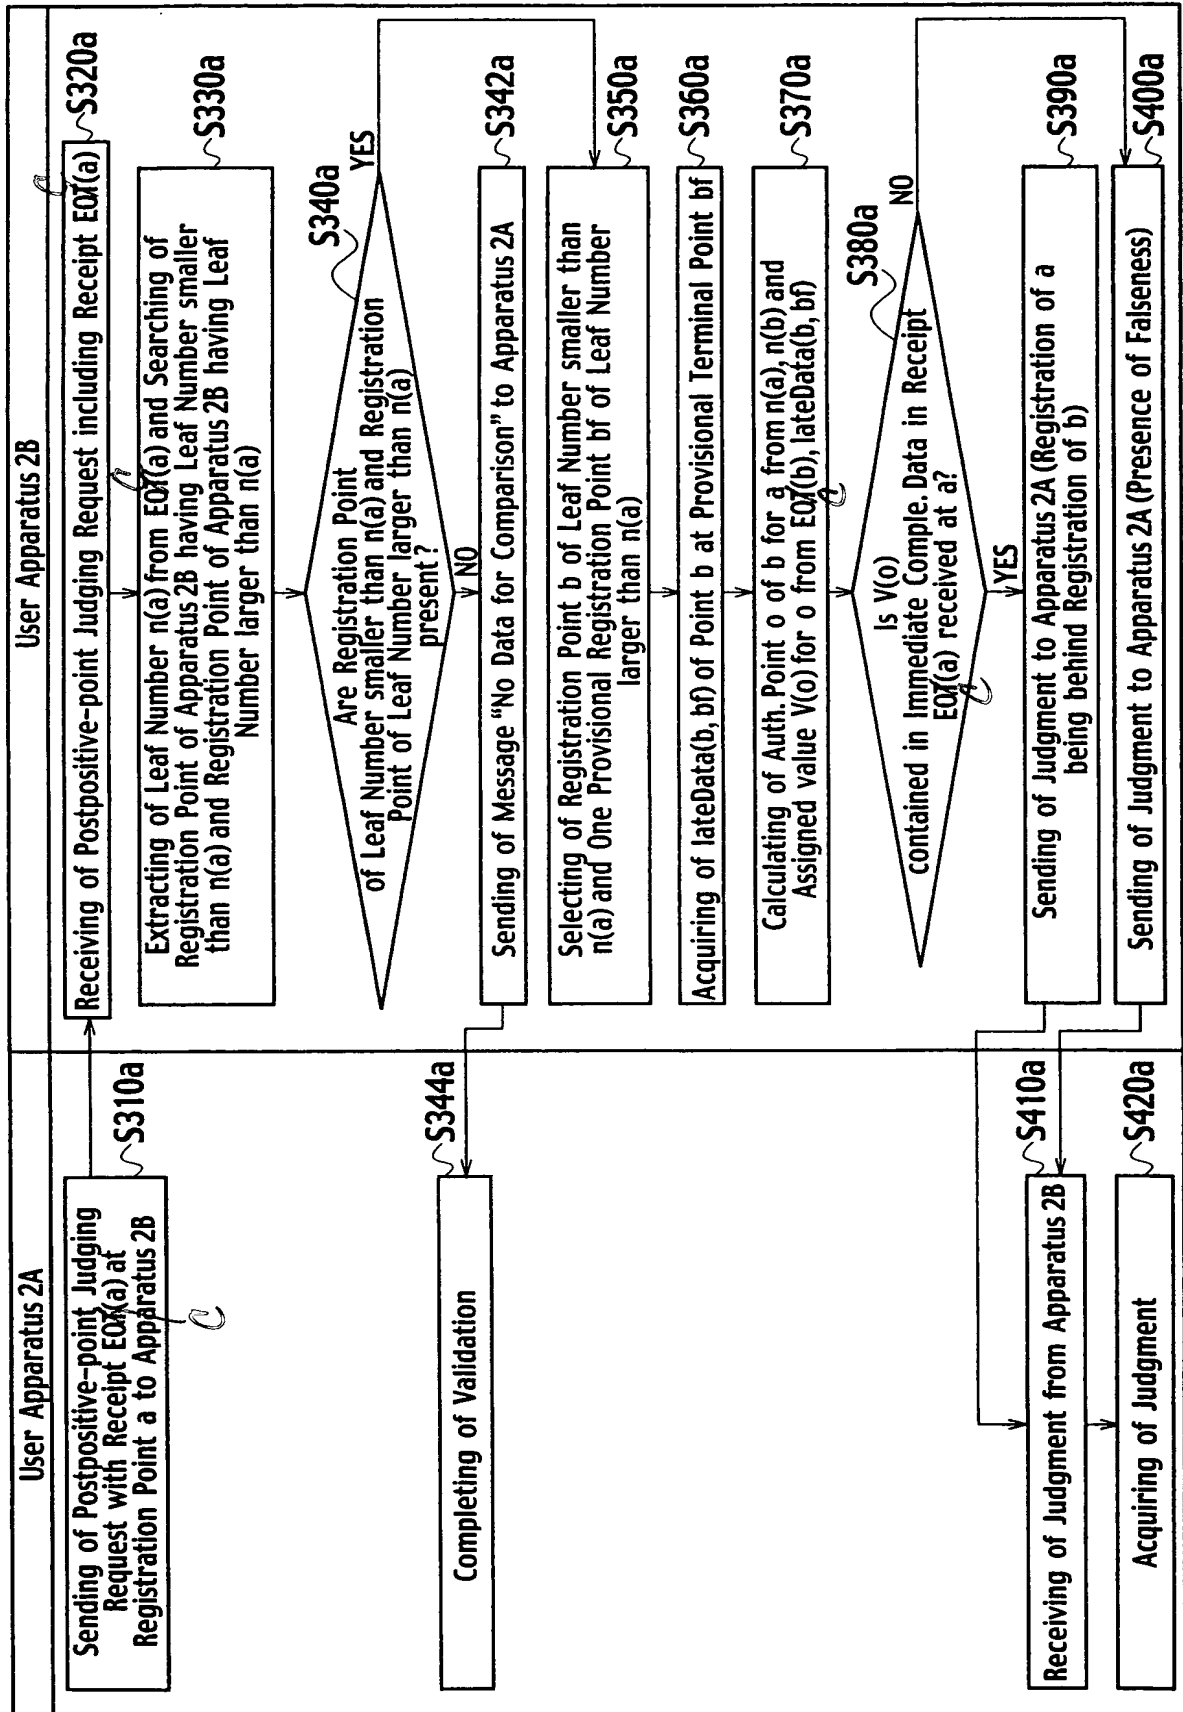 User Apparatus 2A
User Apparatus 2B
Sending of Postpositive-point Judging
Request with Receipt EOT(a) at
Registration Point a to Apparatus 2B
C
S310a
Receiving of Postpositive-point Judging Request including Receipt EOT(a)
C
S320a
Extracting of Leaf Number n(a) from EOT(a) and Searching of
Registration Point of Apparatus 2B having Leaf Number smaller
than n(a) and Registration Point of Apparatus 2B having Leaf
Number larger than n(a)
C
S330a
Are Registration Point
of Leaf Number smaller than n(a) and Registration
Point of Leaf Number larger than n(a)
present?
S340a
YES
NO
Sending of Message “No Data for Comparison” to Apparatus 2A
S342a
Completing of Validation
S344a
Selecting of Registration Point b of Leaf Number smaller than
n(a) and One Provisional Registration Point bf of Leaf Number
larger than n(a)
S350a
Acquiring of lateData(b, bf) of Point b at Provisional Terminal Point bf
S360a
Calculating of Auth. Point o of b for a from n(a), n(b) and
Assigned value V(o) for o from EOT(b), lateData(b, bf)
C
S370a
Is V(o)
contained in Immediate Comple. Data in Receipt
EOT(a) received at a?
C
S380a
NO
YES
Sending of Judgment to Apparatus 2A (Registration of a
being behind Registration of b)
S390a
Sending of Judgment to Apparatus 2A (Presence of Falseness)
S400a
Receiving of Judgment from Apparatus 2B
S410a
Acquiring of Judgment
S420a